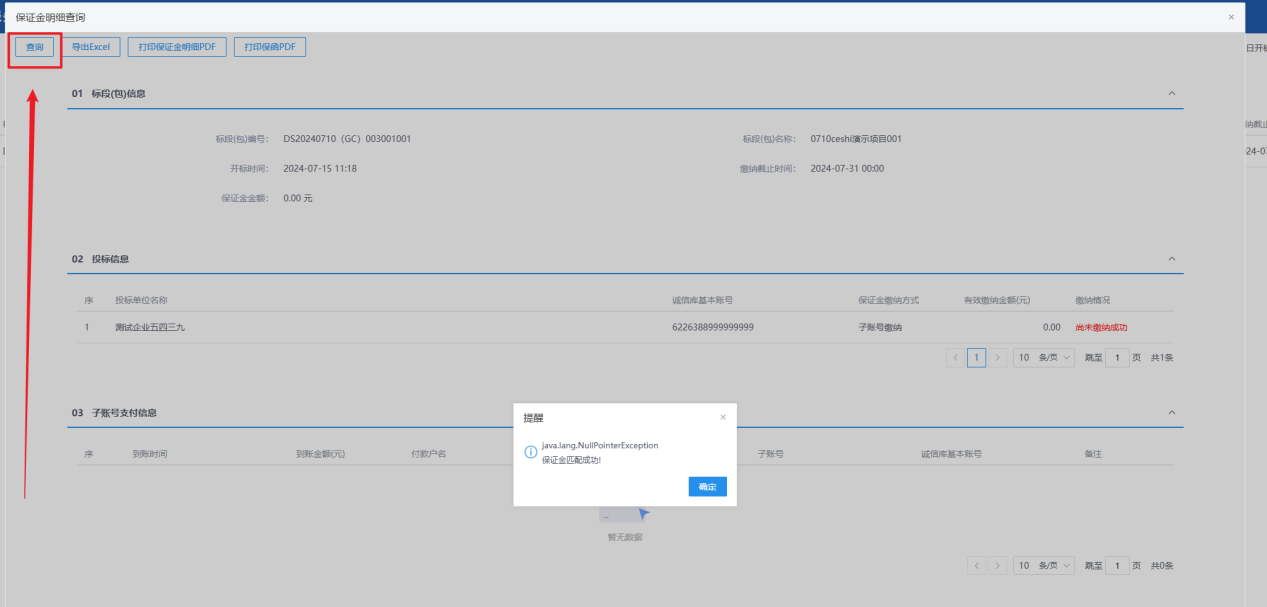 保证金明细查询
×
查询 导出Excel 打印保证金明细PDF 打印保函PDF
日开标
01 标段(包)信息
标段(包)编号: DS20240710（GC）003001001 标段(包)名称: 0710ceshi演示项目001
纳截止
开标时间: 2024-07-15 11:18 缴纳截止时间: 2024-07-31 00:00
24-07
保证金金额: 0.00 元
02 投标信息
序 投标单位名称 诚信库基本账号 保证金缴纳方式 有效缴纳金额(元) 缴纳情况
1 测试企业五四三九 6226388999999999 子账号缴纳 0.00 尚未缴纳成功
1 10 条/页 跳至 1 页 共1条
03 子账号支付信息
序 到账时间 到账金额(元) 付款户名 子账号 诚信库基本账号 备注
提醒 ×
java.lang.NullPointerException
保证金匹配成功!
确定
暂无数据
10 条/页 跳至 1 页 共0条